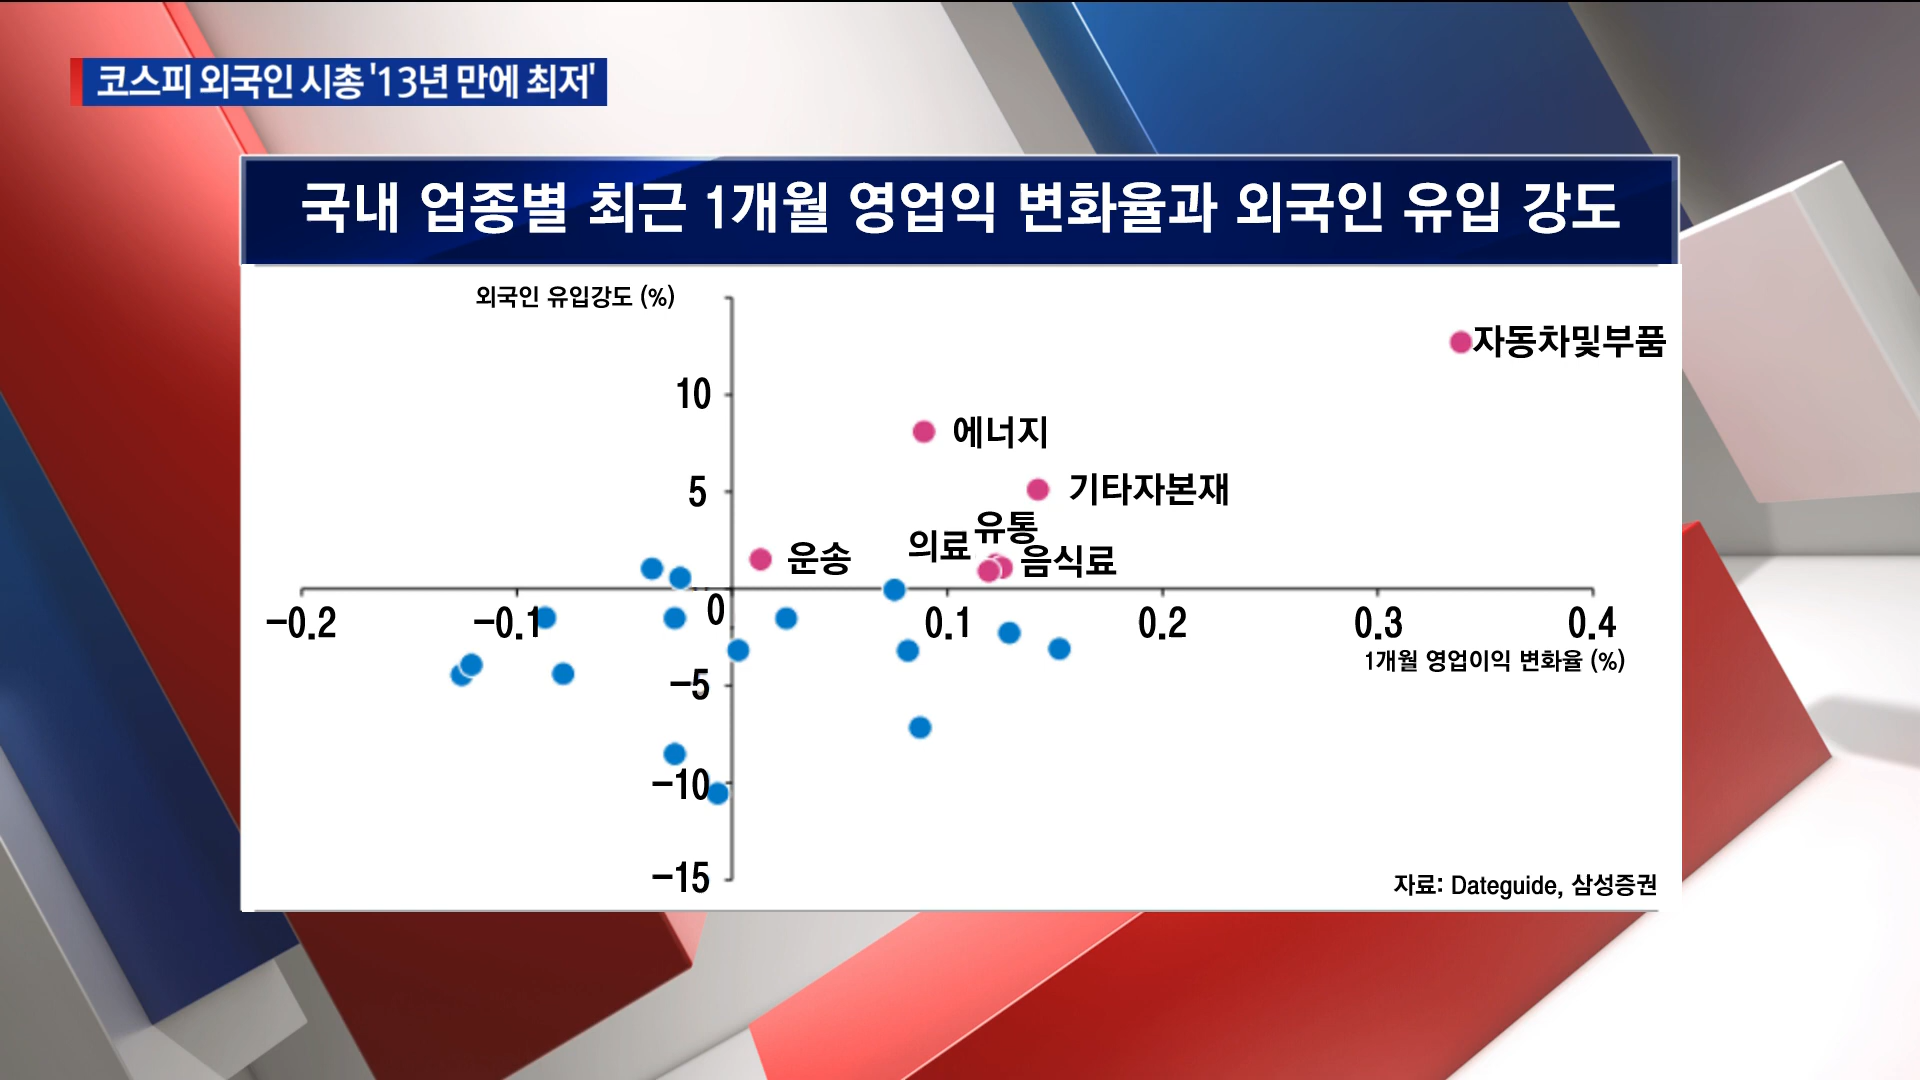 코스피 외국인 시총 '13년 만에 최저'
국내 업종별 최근 1개월 영업익 변화율과 외국인 유입 강도
외국인 유입강도 (%)
자동차및부품
10
에너지
5
기타자본재
유통
의료
운송
음식료
-0.2
-0.1
0
0.1
0.2
0.3
0.4
1개월 영업이익 변화율 (%)
-5
-10
-15
자료: Dateguide, 삼성증권